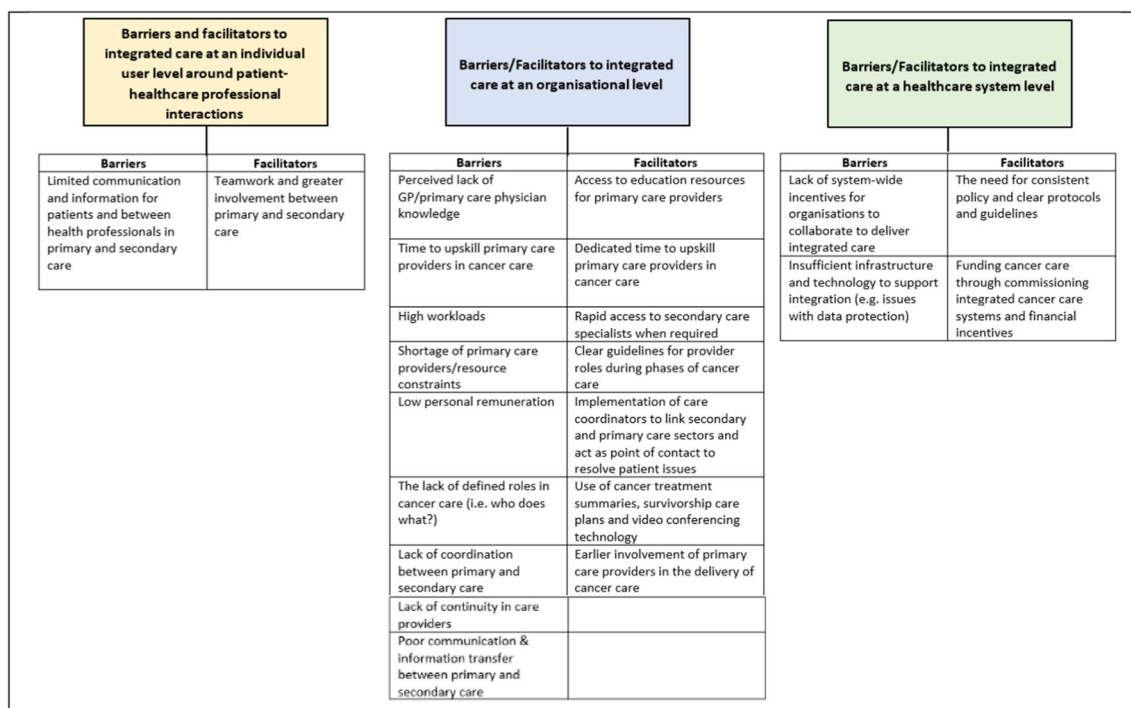 Barriers and facilitators to
integrated care at an individual
user level around patient-
healthcare professional
interactions
Barriers
Facilitators
Limited communication
and information for
patients and between
health professionals in
primary and secondary
care
Teamwork and greater
involvement between
primary and secondary
care
Barriers/Facilitators to integrated
care at an organisational level
Barriers
Facilitators
Perceived lack of
GP/primary care physician
knowledge
Access to education resources
for primary care providers
Time to upskill primary care
providers in cancer care
Dedicated time to upskill
primary care providers in
cancer care
High workloads
Rapid access to secondary care
specialists when required
Shortage of primary care
providers/resource
constraints
Clear guidelines for provider
roles during phases of cancer
care
Low personal remuneration
Implementation of care
coordinators to link secondary
and primary care sectors and
act as point of contact to
resolve patient issues
The lack of defined roles in
cancer care (i.e. who does
what?)
Use of cancer treatment
summaries, survivorship care
plans and video conferencing
technology
Lack of coordination
between primary and
secondary care
Earlier involvement of primary
care providers in the delivery of
cancer care
Lack of continuity in care
providers
Poor communication &
information transfer
between primary and
secondary care
Barriers/Facilitators to integrated
care at a healthcare system level
Barriers
Facilitators
Lack of system-wide
incentives for
organisations to
collaborate to deliver
integrated care
The need for consistent
policy and clear protocols
and guidelines
Insufficient infrastructure
and technology to support
integration (e.g. issues
with data protection)
Funding cancer care
through commissioning
integrated cancer care
systems and financial
incentives